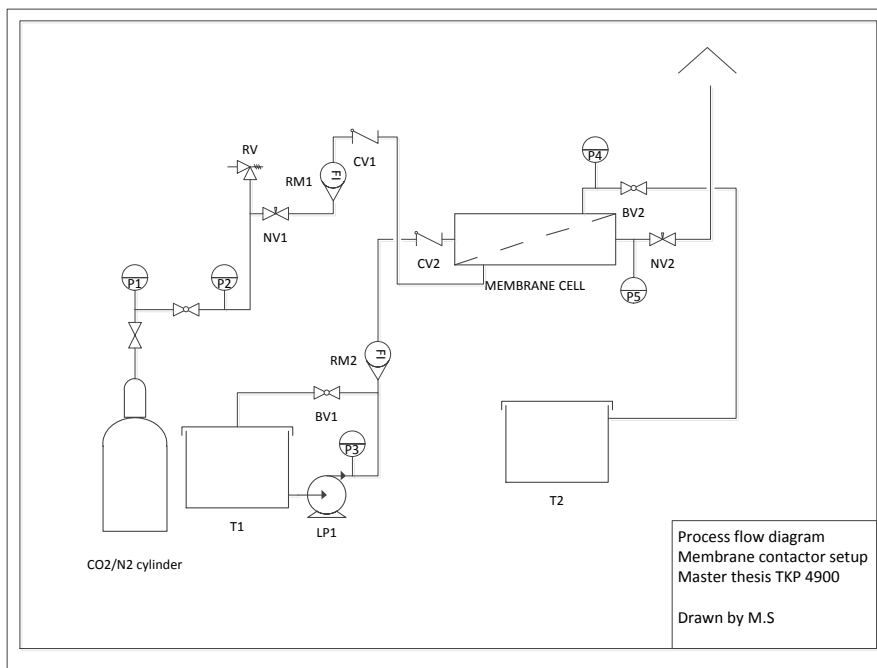 RV
RM1
FI
CV1
P4
BV2
NV1
CV2
NV2
P1
P2
MEMBRANE CELL
P5
RM2
FI
BV1
P3
T1
LP1
T2
CO2/N2 cylinder
Process flow diagram
Membrane contactor setup
Master thesis TKP 4900
Drawn by M.S